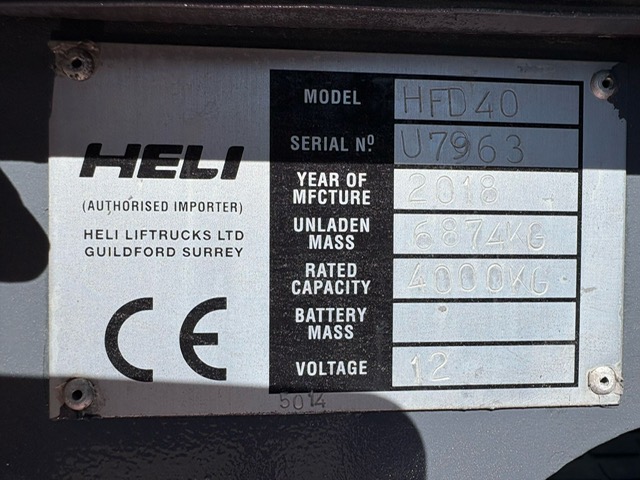 HELI
(AUTHORISED IMPORTER)
HELI LIFTRUCKS LTD
GUILDFORD SURREY
CE
MODEL HFD40
SERIAL Nº U7963
YEAR OF MFCTURE 2018
UNLADEN MASS 6874KG
RATED CAPACITY 4000KG
BATTERY MASS
VOLTAGE 12
5014